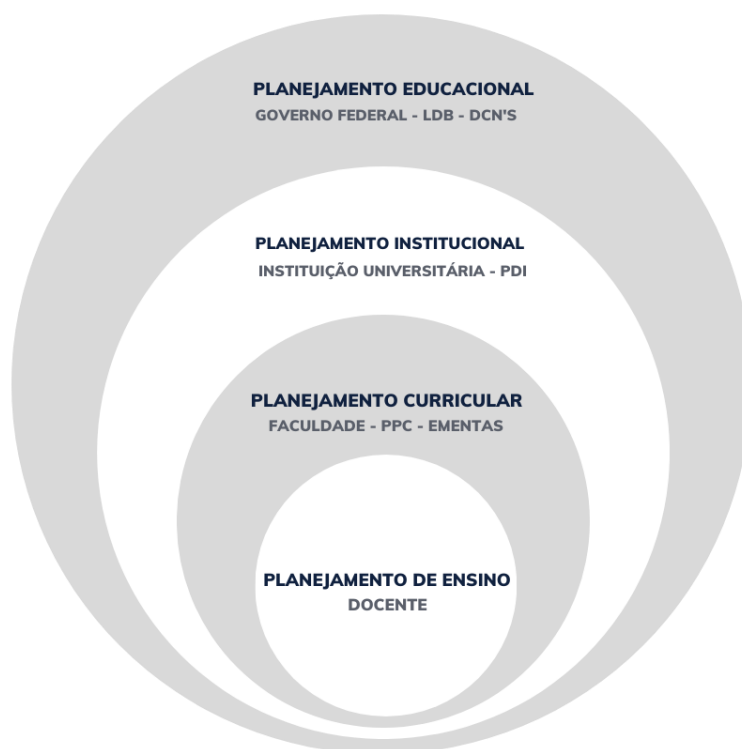 PLANEJAMENTO EDUCACIONAL
GOVERNO FEDERAL - LDB - DCN'S
PLANEJAMENTO INSTITUCIONAL
INSTITUIÇÃO UNIVERSITÁRIA - PDI
PLANEJAMENTO CURRICULAR
FACULDADE - PPC - EMENTAS
PLANEJAMENTO DE ENSINO
DOCENTE